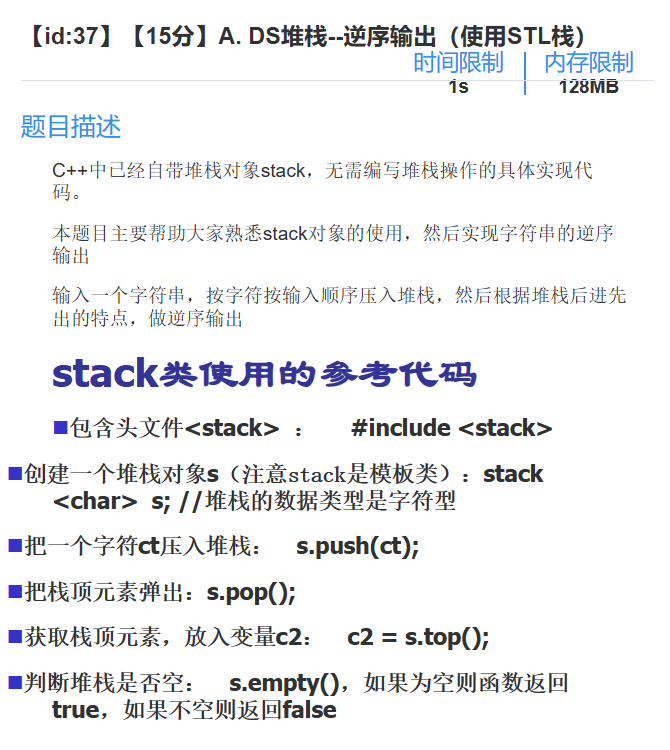 【id:37】【15分】A. DS堆栈--逆序输出（使用STL栈）
时间限制 内存限制
1s 128MB
题目描述
C++中已经自带堆栈对象stack，无需编写堆栈操作的具体实现代
码。
本题目主要帮助大家熟悉stack对象的使用，然后实现字符串的逆序
输出
输入一个字符串，按字符按输入顺序压入堆栈，然后根据堆栈后进先
出的特点，做逆序输出
stack类使用的参考代码
■包含头文件<stack> ： #include <stack>
■创建一个堆栈对象s（注意stack是模板类）：stack
<char> s; //堆栈的数据类型是字符型
■把一个字符ct压入堆栈： s.push(ct);
■把栈顶元素弹出：s.pop();
■获取栈顶元素，放入变量c2： c2 = s.top();
■判断堆栈是否空： s.empty()，如果为空则函数返回
true，如果不空则返回false